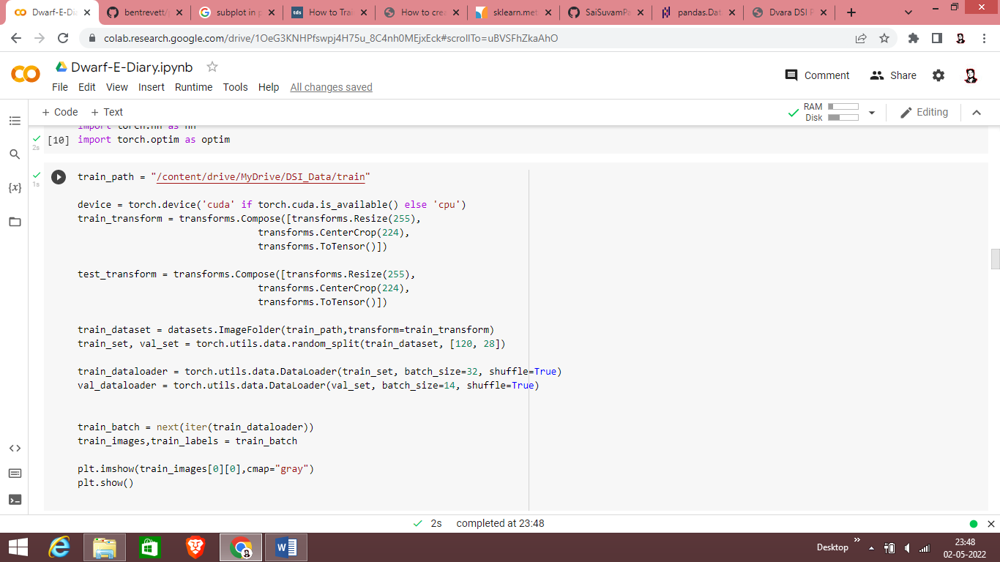 Dwarf-E-Di
bentrevett/
subplot in p
tds How to Trai
How to crea
sklearn.met
SaiSuvamPa
pandas.Dat
Dvara DSI P
colab.research.google.com/drive/1OeG3KNHPfswpj4H75u_8C4nh0MEjxEck#scrollTo=uBVSFhZkaAhO
Dwarf-E-Diary.ipynb
Comment Share
File Edit View Insert Runtime Tools Help All changes saved
+ Code + Text
RAM
Disk
Editing
import torch.nn as nn
[10] import torch.optim as optim
2s
1s
train_path = "/content/drive/MyDrive/DSI_Data/train"
device = torch.device('cuda' if torch.cuda.is_available() else 'cpu')
train_transform = transforms.Compose([transforms.Resize(255),
transforms.CenterCrop(224),
transforms.ToTensor()])
test_transform = transforms.Compose([transforms.Resize(255),
transforms.CenterCrop(224),
transforms.ToTensor()])
train_dataset = datasets.ImageFolder(train_path,transform=train_transform)
train_set, val_set = torch.utils.data.random_split(train_dataset, [120, 28])
train_dataloader = torch.utils.data.DataLoader(train_set, batch_size=32, shuffle=True)
val_dataloader = torch.utils.data.DataLoader(val_set, batch_size=14, shuffle=True)
train_batch = next(iter(train_dataloader))
train_images,train_labels = train_batch
plt.imshow(train_images[0][0],cmap="gray")
plt.show()
{x}
2s completed at 23:48
Desktop
23:48
02-05-2022